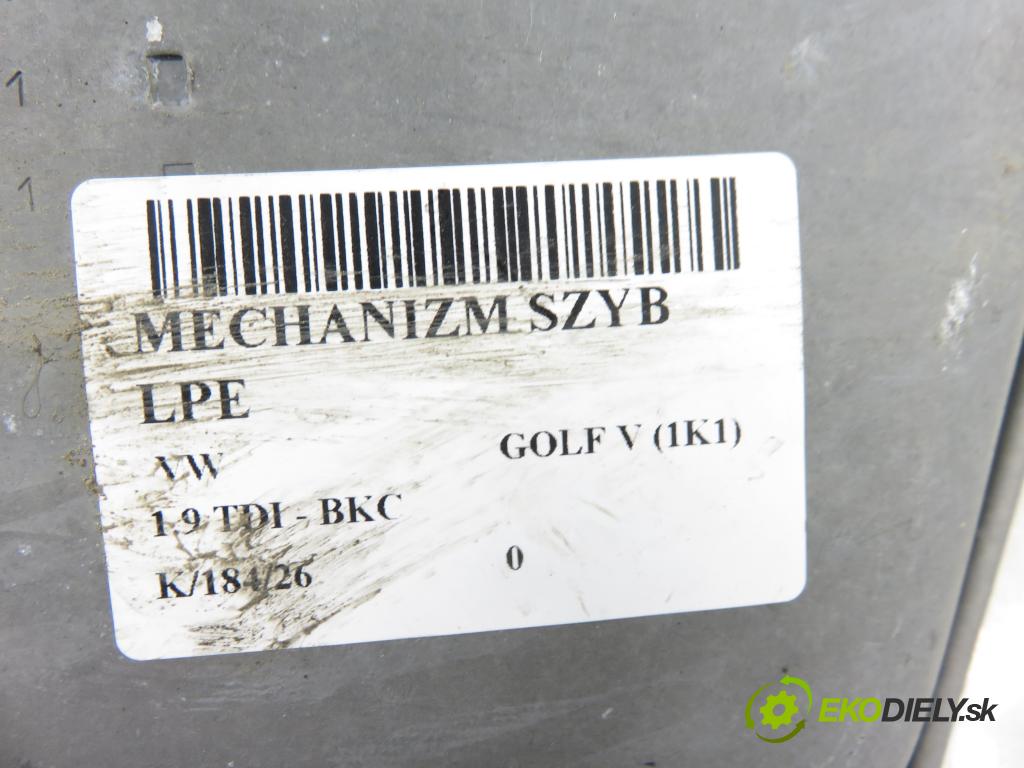 1
1
MECHANIZM SZYB
LPE
VW
GOLF V (1K1)
1.9 TDI - BKC
K/184/26
0
EKODIELY.sk